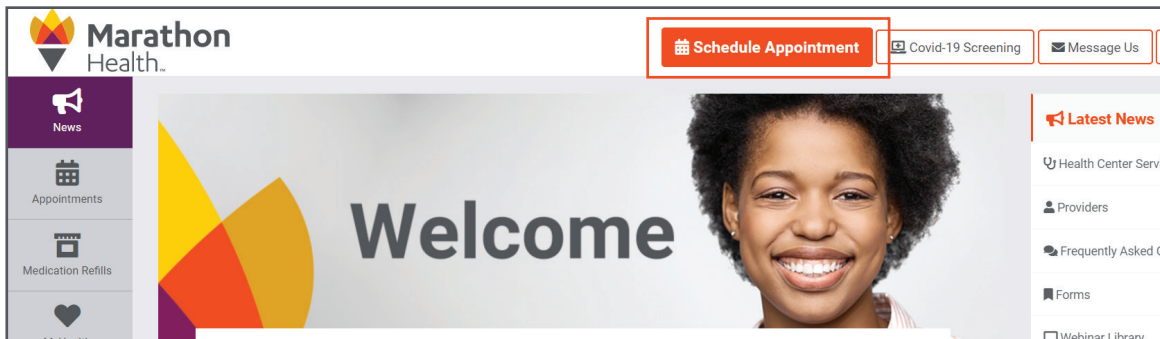 Marathon
Health™
Schedule Appointment
Covid-19 Screening
Message Us
News
Appointments
Medication Refills
Welcome
Latest News
Health Center Serv
Providers
Frequently Asked
Forms
Webinar Library